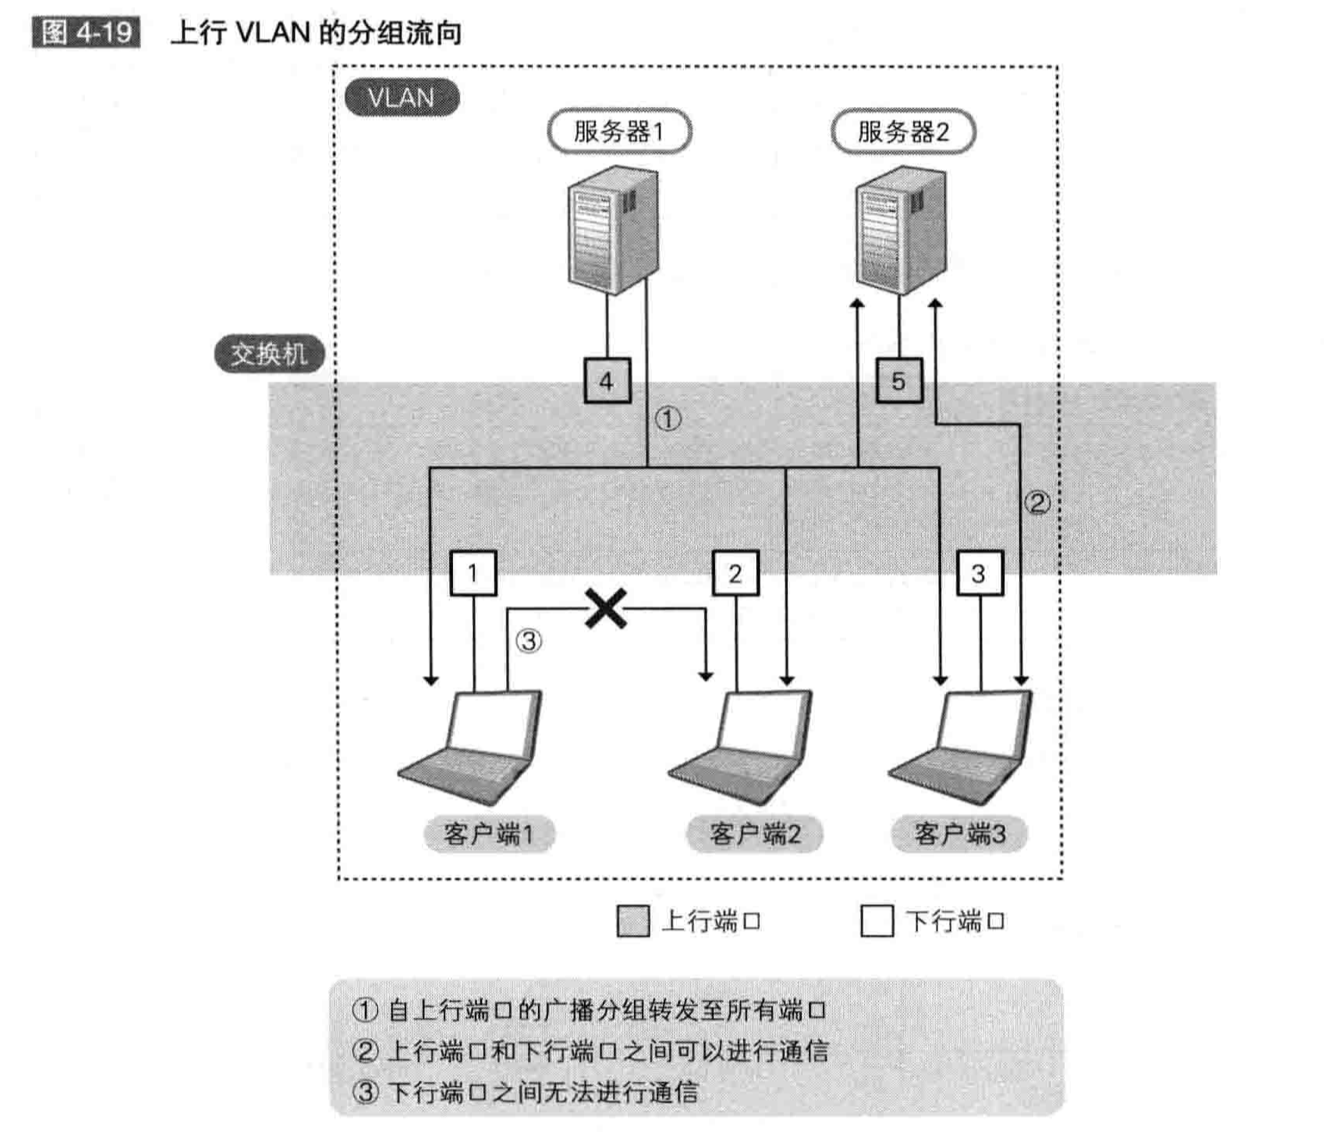 图 4-19 上行 VLAN 的分组流向
VLAN
服务器1
服务器2
交换机
4
5
①
②
1
2
3
③
客户端1
客户端2
客户端3
上行端口
下行端口
① 自上行端口的广播分组转发至所有端口
② 上行端口和下行端口之间可以进行通信
③ 下行端口之间无法进行通信